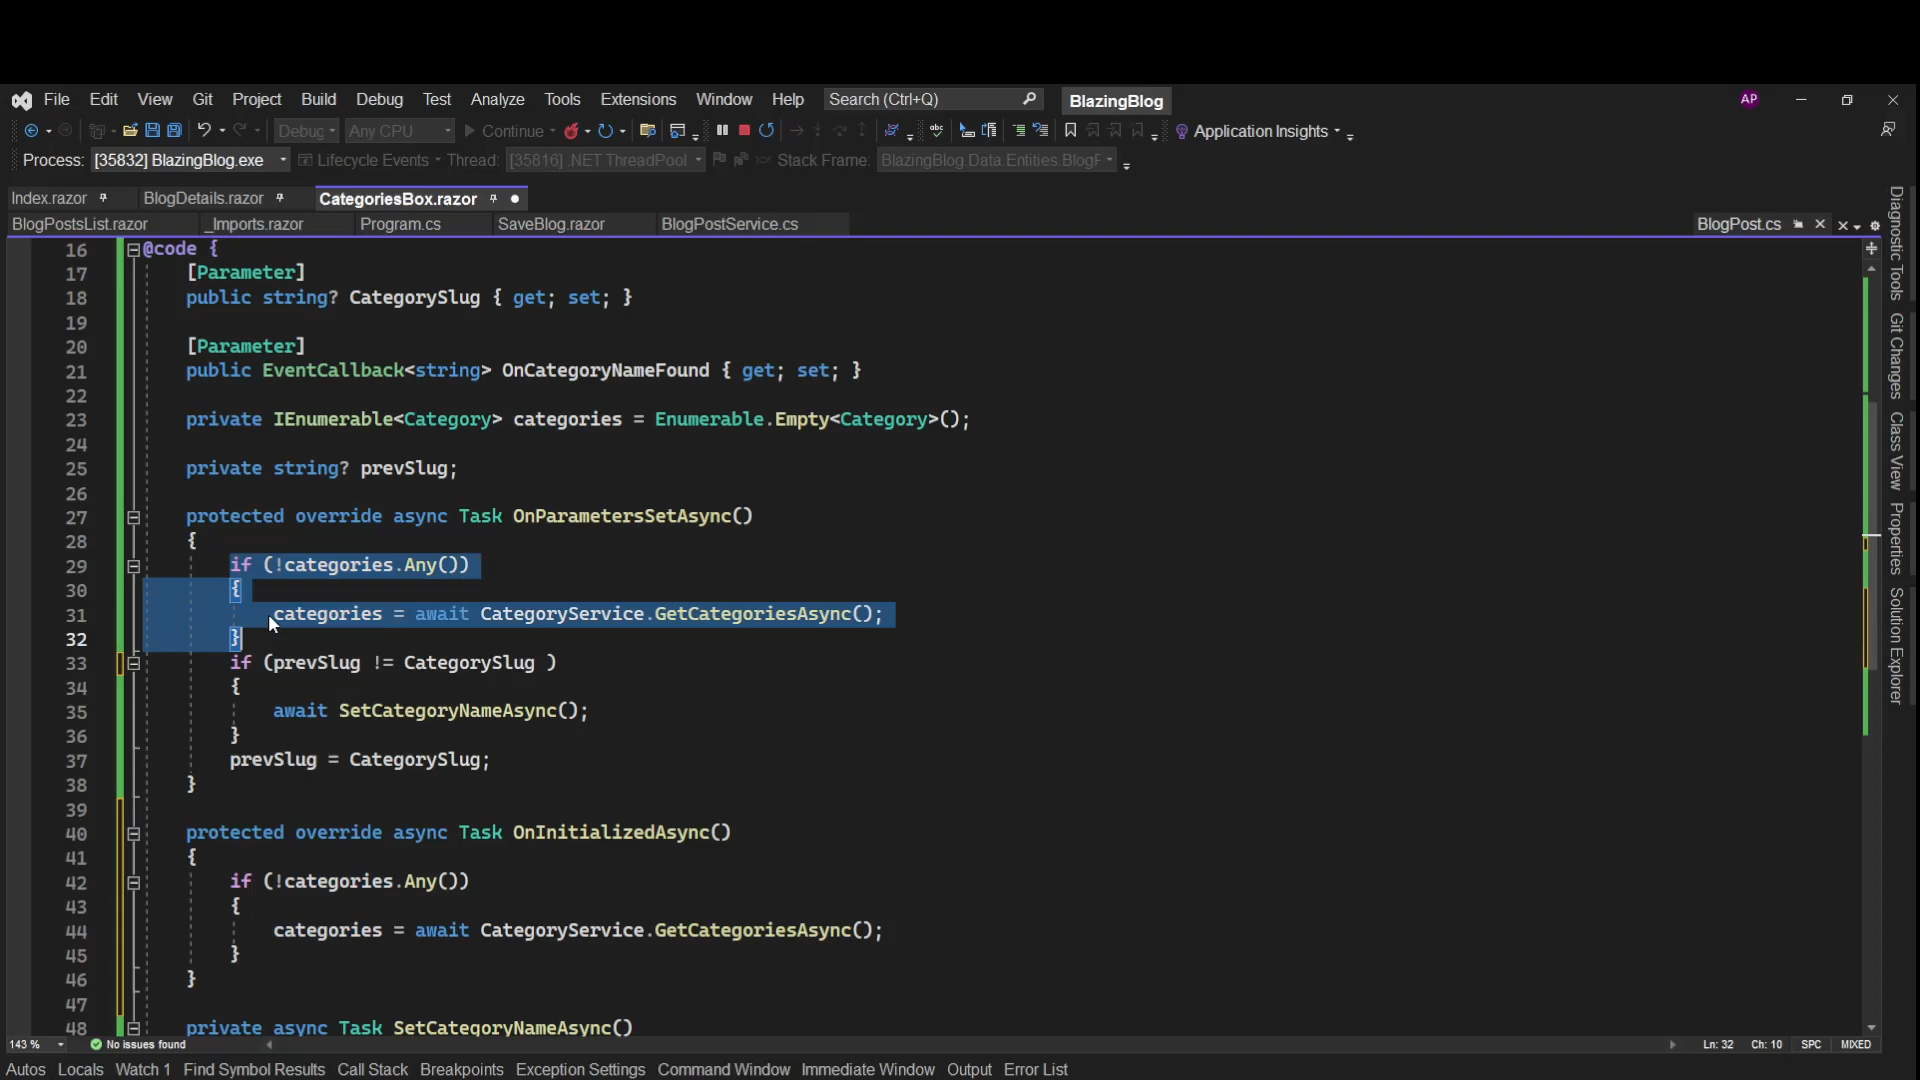 File Edit View Git Project Build Debug Test Analyze Tools Extensions Window Help Search (Ctrl+Q) BlazingBlog AP
Debug Any CPU Continue Application Insights
Process: [35832] BlazingBlog.exe Lifecycle Events Thread: [35816] .NET ThreadPool Stack Frame: BlazingBlog.Data.Entities.BlogP
Index.razor BlogDetails.razor CategoriesBox.razor
BlogPostsList.razor _Imports.razor Program.cs SaveBlog.razor BlogPostService.cs BlogPost.cs
16 @code {
17 [Parameter]
18 public string? CategorySlug { get; set; }
19
20 [Parameter]
21 public EventCallback<string> OnCategoryNameFound { get; set; }
22
23 private IEnumerable<Category> categories = Enumerable.Empty<Category>();
24
25 private string? prevSlug;
26
27 protected override async Task OnParametersSetAsync()
28 {
29 if (!categories.Any())
30 {
31 categories = await CategoryService.GetCategoriesAsync();
32 }
33 if (prevSlug != CategorySlug )
34 {
35 await SetCategoryNameAsync();
36 }
37 prevSlug = CategorySlug;
38 }
39
40 protected override async Task OnInitializedAsync()
41 {
42 if (!categories.Any())
43 {
44 categories = await CategoryService.GetCategoriesAsync();
45 }
46 }
47
48 private async Task SetCategoryNameAsync()
143 % No issues found Ln: 32 Ch: 10 SPC MIXED
Autos Locals Watch 1 Find Symbol Results Call Stack Breakpoints Exception Settings Command Window Immediate Window Output Error List
Diagnostic Tools
Git Changes
Class View
Properties
Solution Explorer